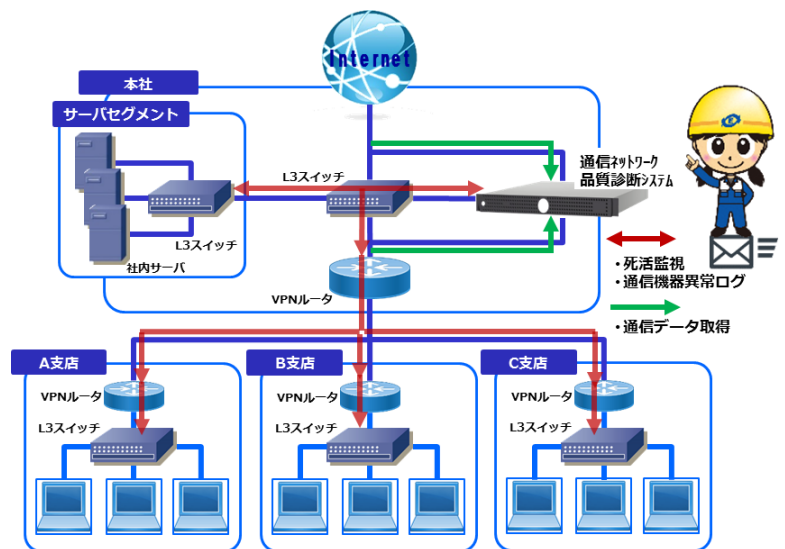 Internet
本社
サーバセグメント
L3スイッチ
通信ﾈｯﾄﾜｰｸ
品質診断ｼｽﾃﾑ
L3スイッチ
社内サーバ
VPNルータ
・死活監視
・通信機器異常ログ
・通信データ取得
A支店
B支店
C支店
VPNルータ
VPNルータ
VPNルータ
L3スイッチ
L3スイッチ
L3スイッチ